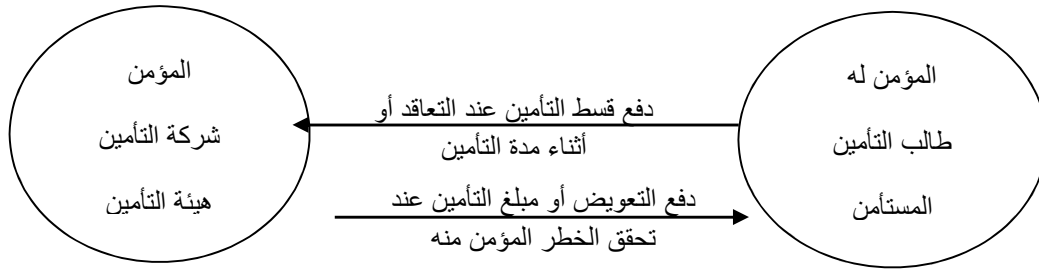 المؤمن له
طالب التأمين
المستأمن
دفع قسط التأمين عند التعاقد أو
أثناء مدة التأمين
دفع التعويض أو مبلغ التأمين عند
تحقق الخطر المؤمن منه
المؤمن
شركة التأمين
هيئة التأمين